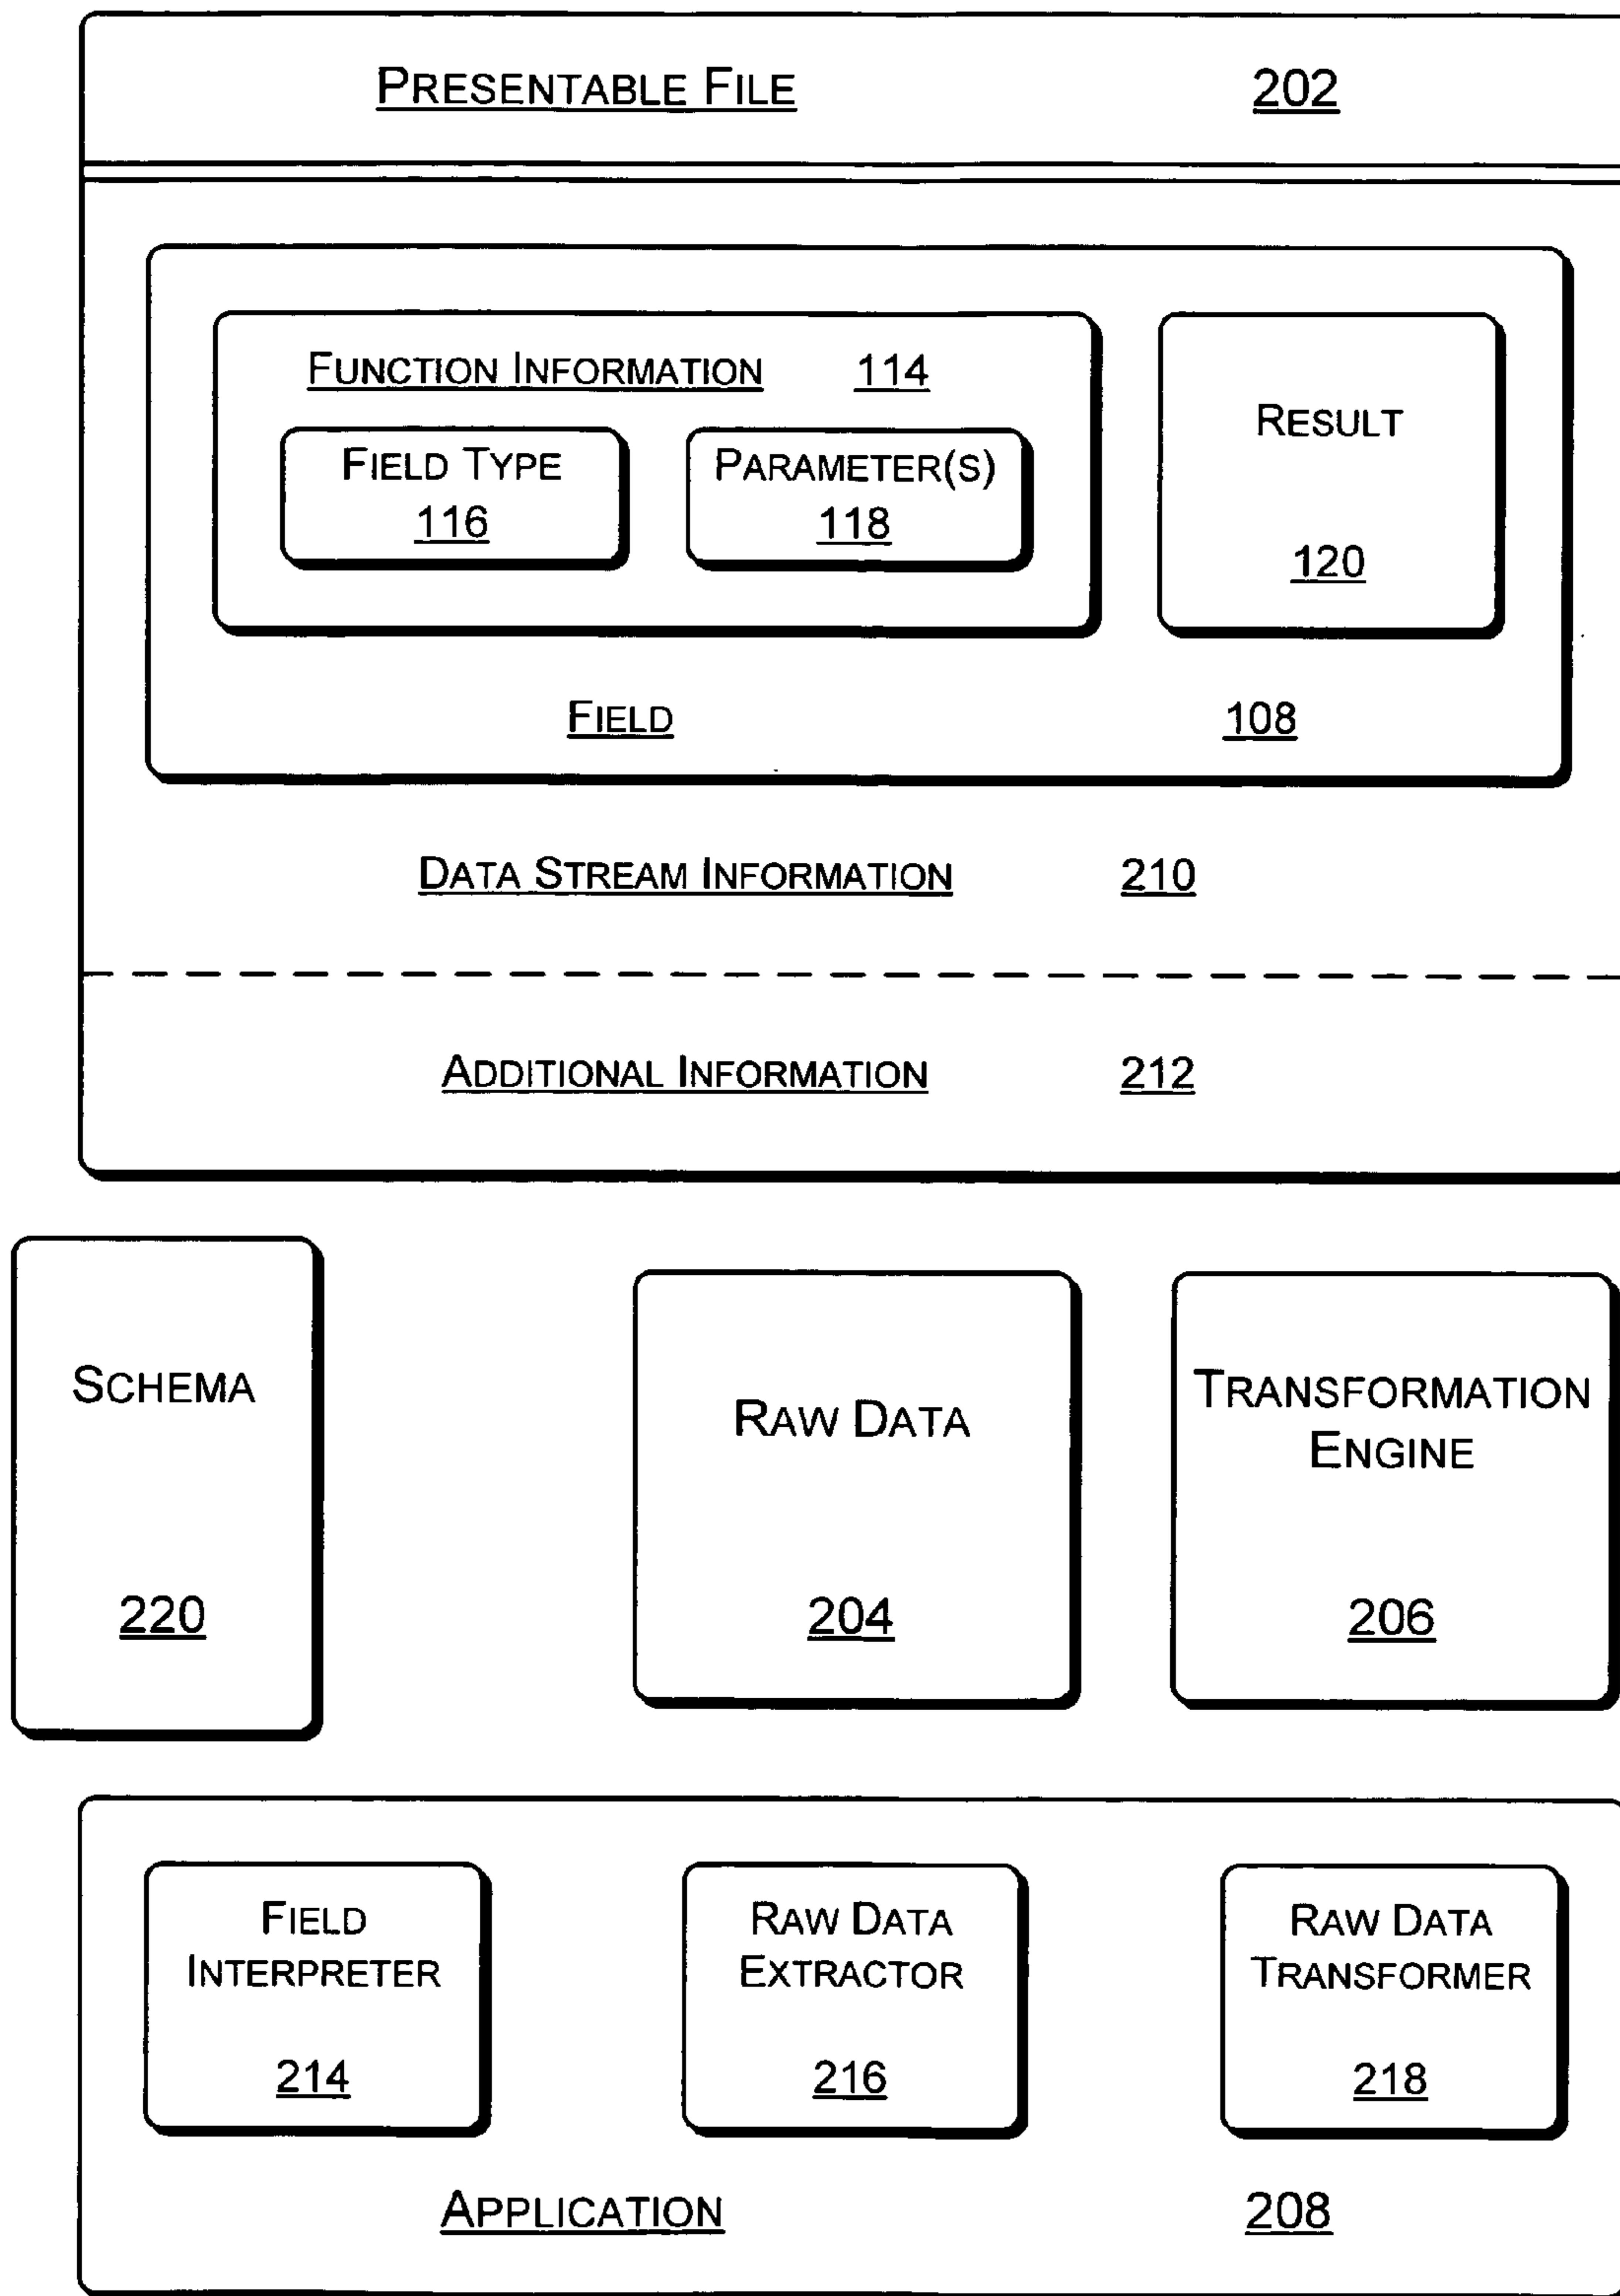 PRESENTABLE FILE 202
FUNCTION INFORMATION 114
FIELD TYPE
116
PARAMETER(S)
118
RESULT
120
FIELD 108
DATA STREAM INFORMATION 210
ADDITIONAL INFORMATION 212
SCHEMA
220
RAW DATA
204
TRANSFORMATION
ENGINE
206
FIELD
INTERPRETER
214
RAW DATA
EXTRACTOR
216
RAW DATA
TRANSFORMER
218
APPLICATION 208